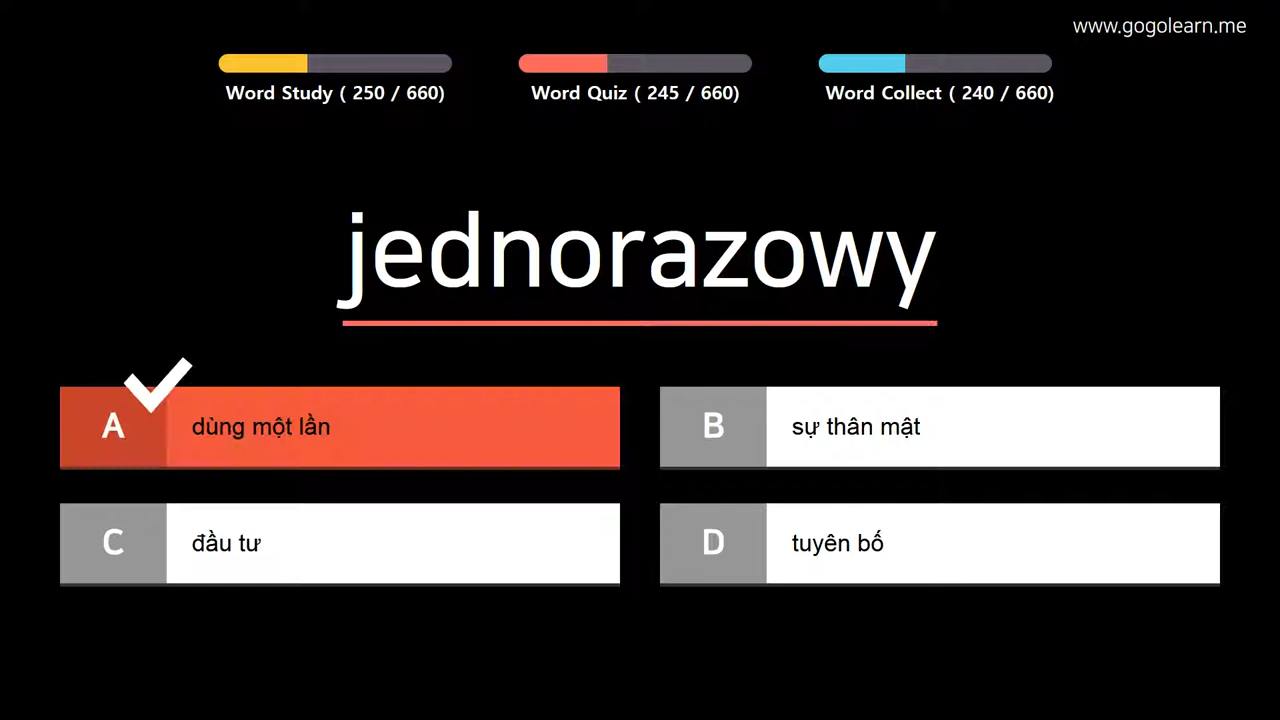 www.gogolearn.me
Word Study ( 250 / 660)
Word Quiz ( 245 / 660)
Word Collect ( 240 / 660)
jednorazowy
A
dùng một lần
B
sự thân mật
C
đầu tư
D
tuyên bố